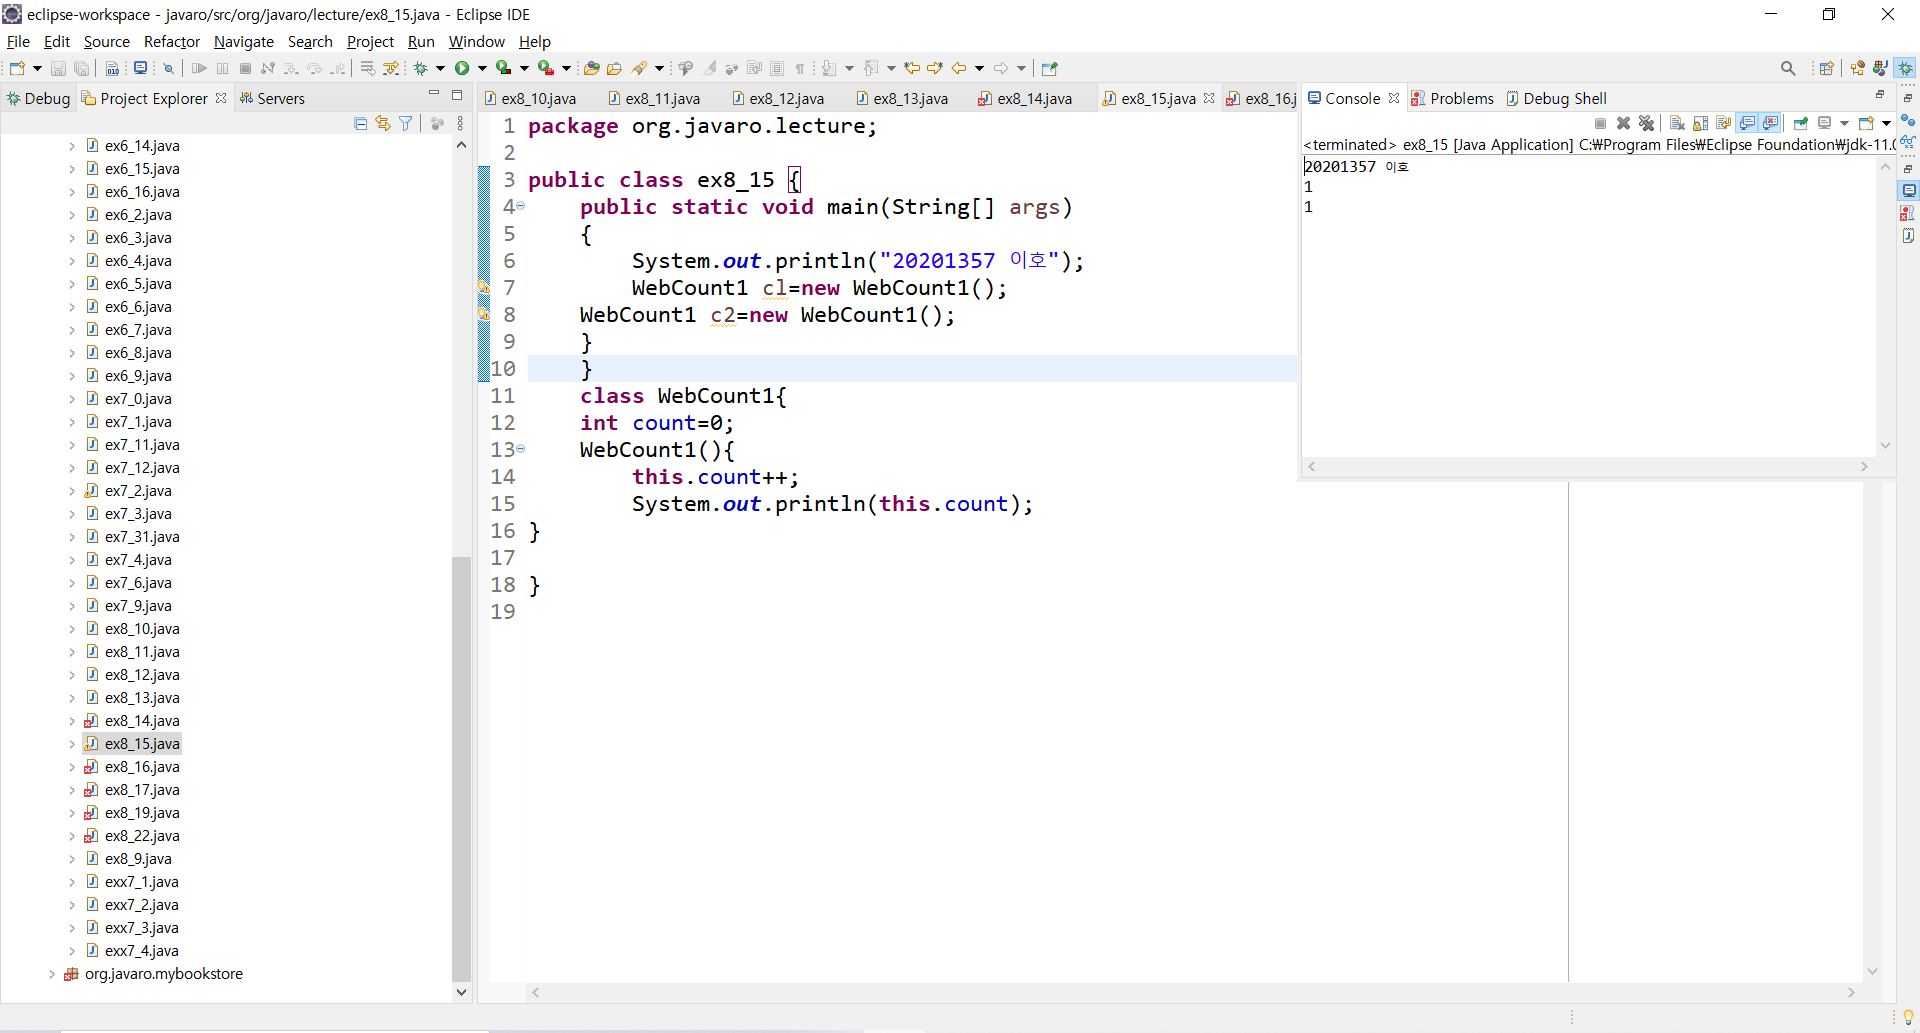 eclipse-workspace - javaro/src/org/javaro/lecture/ex8_15.java - Eclipse IDE
File Edit Source Refactor Navigate Search Project Run Window Help
Debug Project Explorer Servers
ex6_14.java
ex6_15.java
ex6_16.java
ex6_2.java
ex6_3.java
ex6_4.java
ex6_5.java
ex6_6.java
ex6_7.java
ex6_8.java
ex6_9.java
ex7_0.java
ex7_1.java
ex7_11.java
ex7_12.java
ex7_2.java
ex7_3.java
ex7_31.java
ex7_4.java
ex7_6.java
ex7_9.java
ex8_10.java
ex8_11.java
ex8_12.java
ex8_13.java
ex8_14.java
ex8_15.java
ex8_16.java
ex8_17.java
ex8_19.java
ex8_22.java
ex8_9.java
exx7_1.java
exx7_2.java
exx7_3.java
exx7_4.java
org.javaro.mybookstore
ex8_10.java ex8_11.java ex8_12.java ex8_13.java ex8_14.java ex8_15.java ex8_16.j
1 package org.javaro.lecture;
2
3 public class ex8_15 {
4 public static void main(String[] args)
5 {
6 System.out.println("20201357 이호");
7 WebCount1 cl=new WebCount1();
8 WebCount1 c2=new WebCount1();
9 }
10 }
11 class WebCount1{
12 int count=0;
13 WebCount1(){
14 this.count++;
15 System.out.println(this.count);
16 }
17
18 }
19
Console Problems Debug Shell
<terminated> ex8_15 [Java Application] C:₩Program Files₩Eclipse Foundation₩jdk-11.0
20201357 이호
1
1